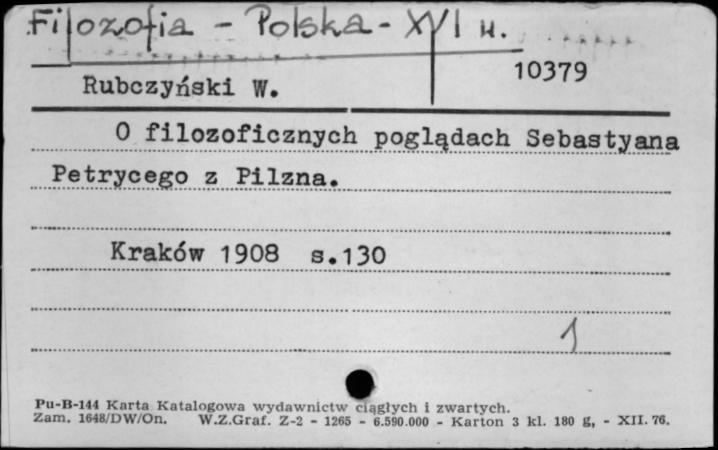 Filozofia - Polska - XVI w.
10379
Rubczyński W.
O filozoficznych poglądach Sebastyana
Petrycego z Pilzna.
Kraków 1908 s.130
1
Pu-B-144 Karta Katalogowa wydawnictw ciągłych i zwartych.
Zam. 1648/DW/On. W.Z.Graf. Z-2 - 1265 - 6.590.000 - Karton 3 kl. 180 g, - XII. 76.